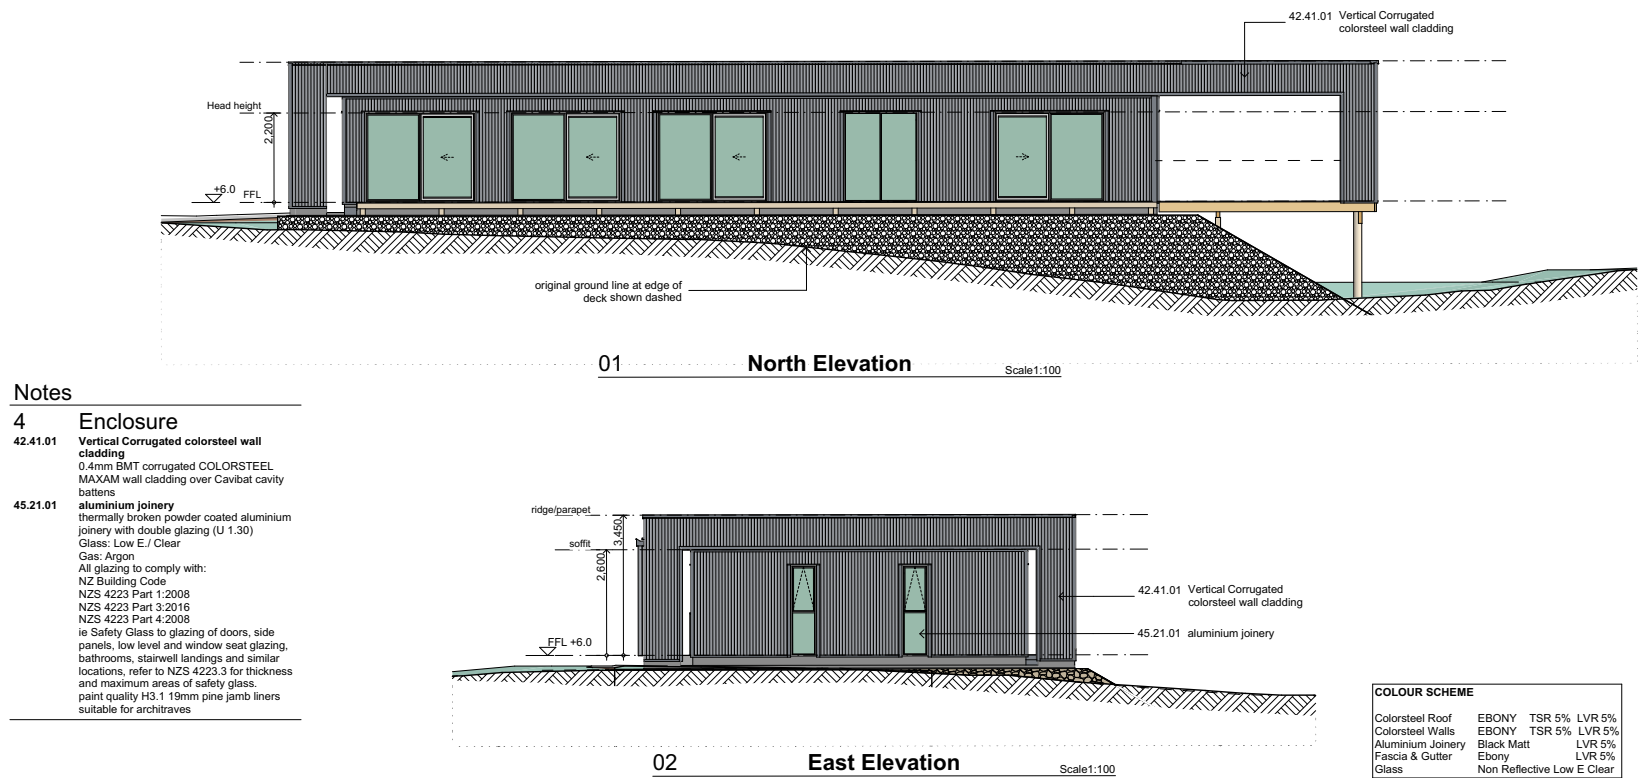 42.41.01 Vertical Corrugated
colorsteel wall cladding
Head height
2,200
+6.0 FFL
original ground line at edge of
deck shown dashed
01 North Elevation Scale1:100
Notes
4 Enclosure
42.41.01 Vertical Corrugated colorsteel wall
cladding
0.4mm BMT corrugated COLORSTEEL
MAXAM wall cladding over Cavibat cavity
battens
45.21.01 aluminium joinery
thermally broken powder coated aluminium
joinery with double glazing (U 1.30)
Glass: Low E./ Clear
Gas: Argon
All glazing to comply with:
NZ Building Code
NZS 4223 Part 1:2008
NZS 4223 Part 3:2016
NZS 4223 Part 4:2008
ie Safety Glass to glazing of doors, side
panels, low level and window seat glazing,
bathrooms, stairwell landings and similar
locations, refer to NZS 4223.3 for thickness
and maximum areas of safety glass.
paint quality H3.1 19mm pine jamb liners
suitable for architraves
ridge/parapet
3,450
soffit
2,600
FFL +6.0
42.41.01 Vertical Corrugated
colorsteel wall cladding
45.21.01 aluminium joinery
02 East Elevation Scale1:100
COLOUR SCHEME
Colorsteel Roof EBONY TSR 5% LVR 5%
Colorsteel Walls EBONY TSR 5% LVR 5%
Aluminium Joinery Black Matt LVR 5%
Fascia & Gutter Ebony LVR 5%
Glass Non Reflective Low E Clear